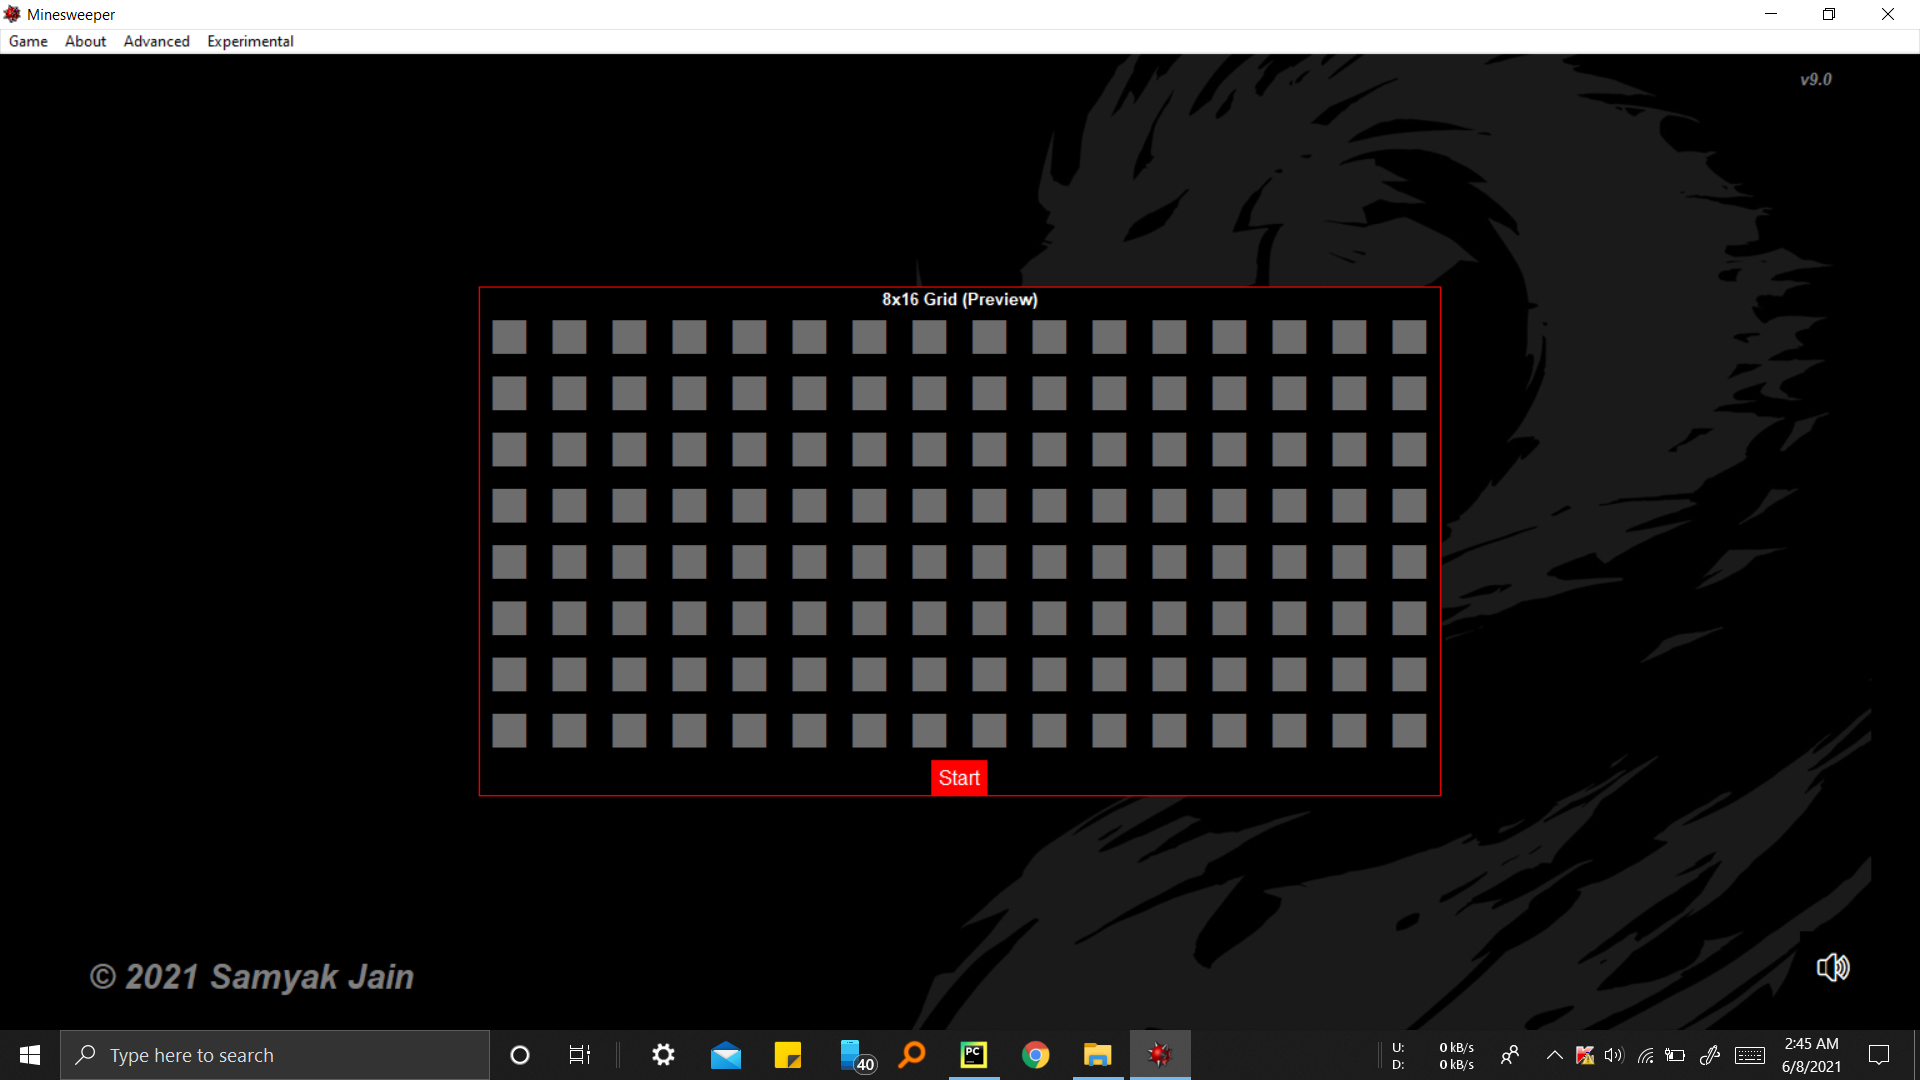 Minesweeper
Game About Advanced Experimental
v9.0
8x16 Grid (Preview)
Start
© 2021 Samyak Jain
Type here to search
40
PC
U: 0 kB/s
D: 0 kB/s
2:45 AM
6/8/2021